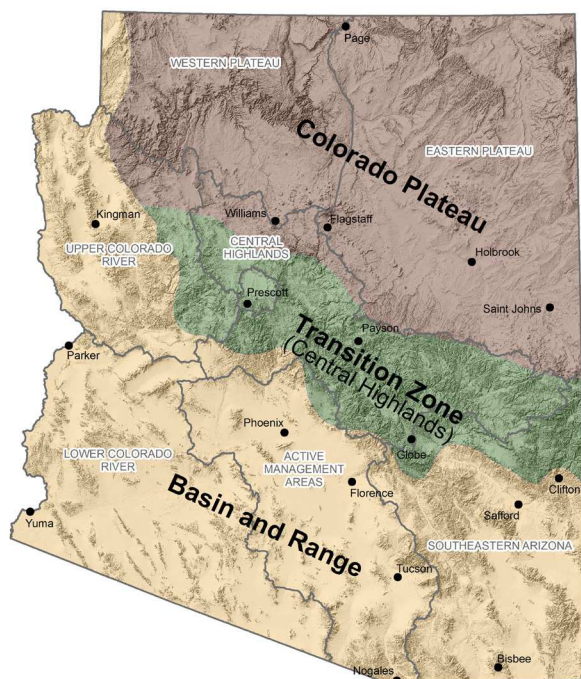 Page
WESTERN PLATEAU
Colorado Plateau
EASTERN PLATEAU
Kingman
Williams
Flagstaff
UPPER COLORADO
RIVER
CENTRAL
HIGHLANDS
Holbrook
Prescott
Saint Johns
Payson
Transition Zone
(Central Highlands)
Parker
Phoenix
Globe
LOWER COLORADO
RIVER
ACTIVE
MANAGEMENT
AREAS
Clifton
Florence
Basin and Range
Safford
Yuma
SOUTHEASTERN ARIZONA
Tucson
Bisbee
Nogales